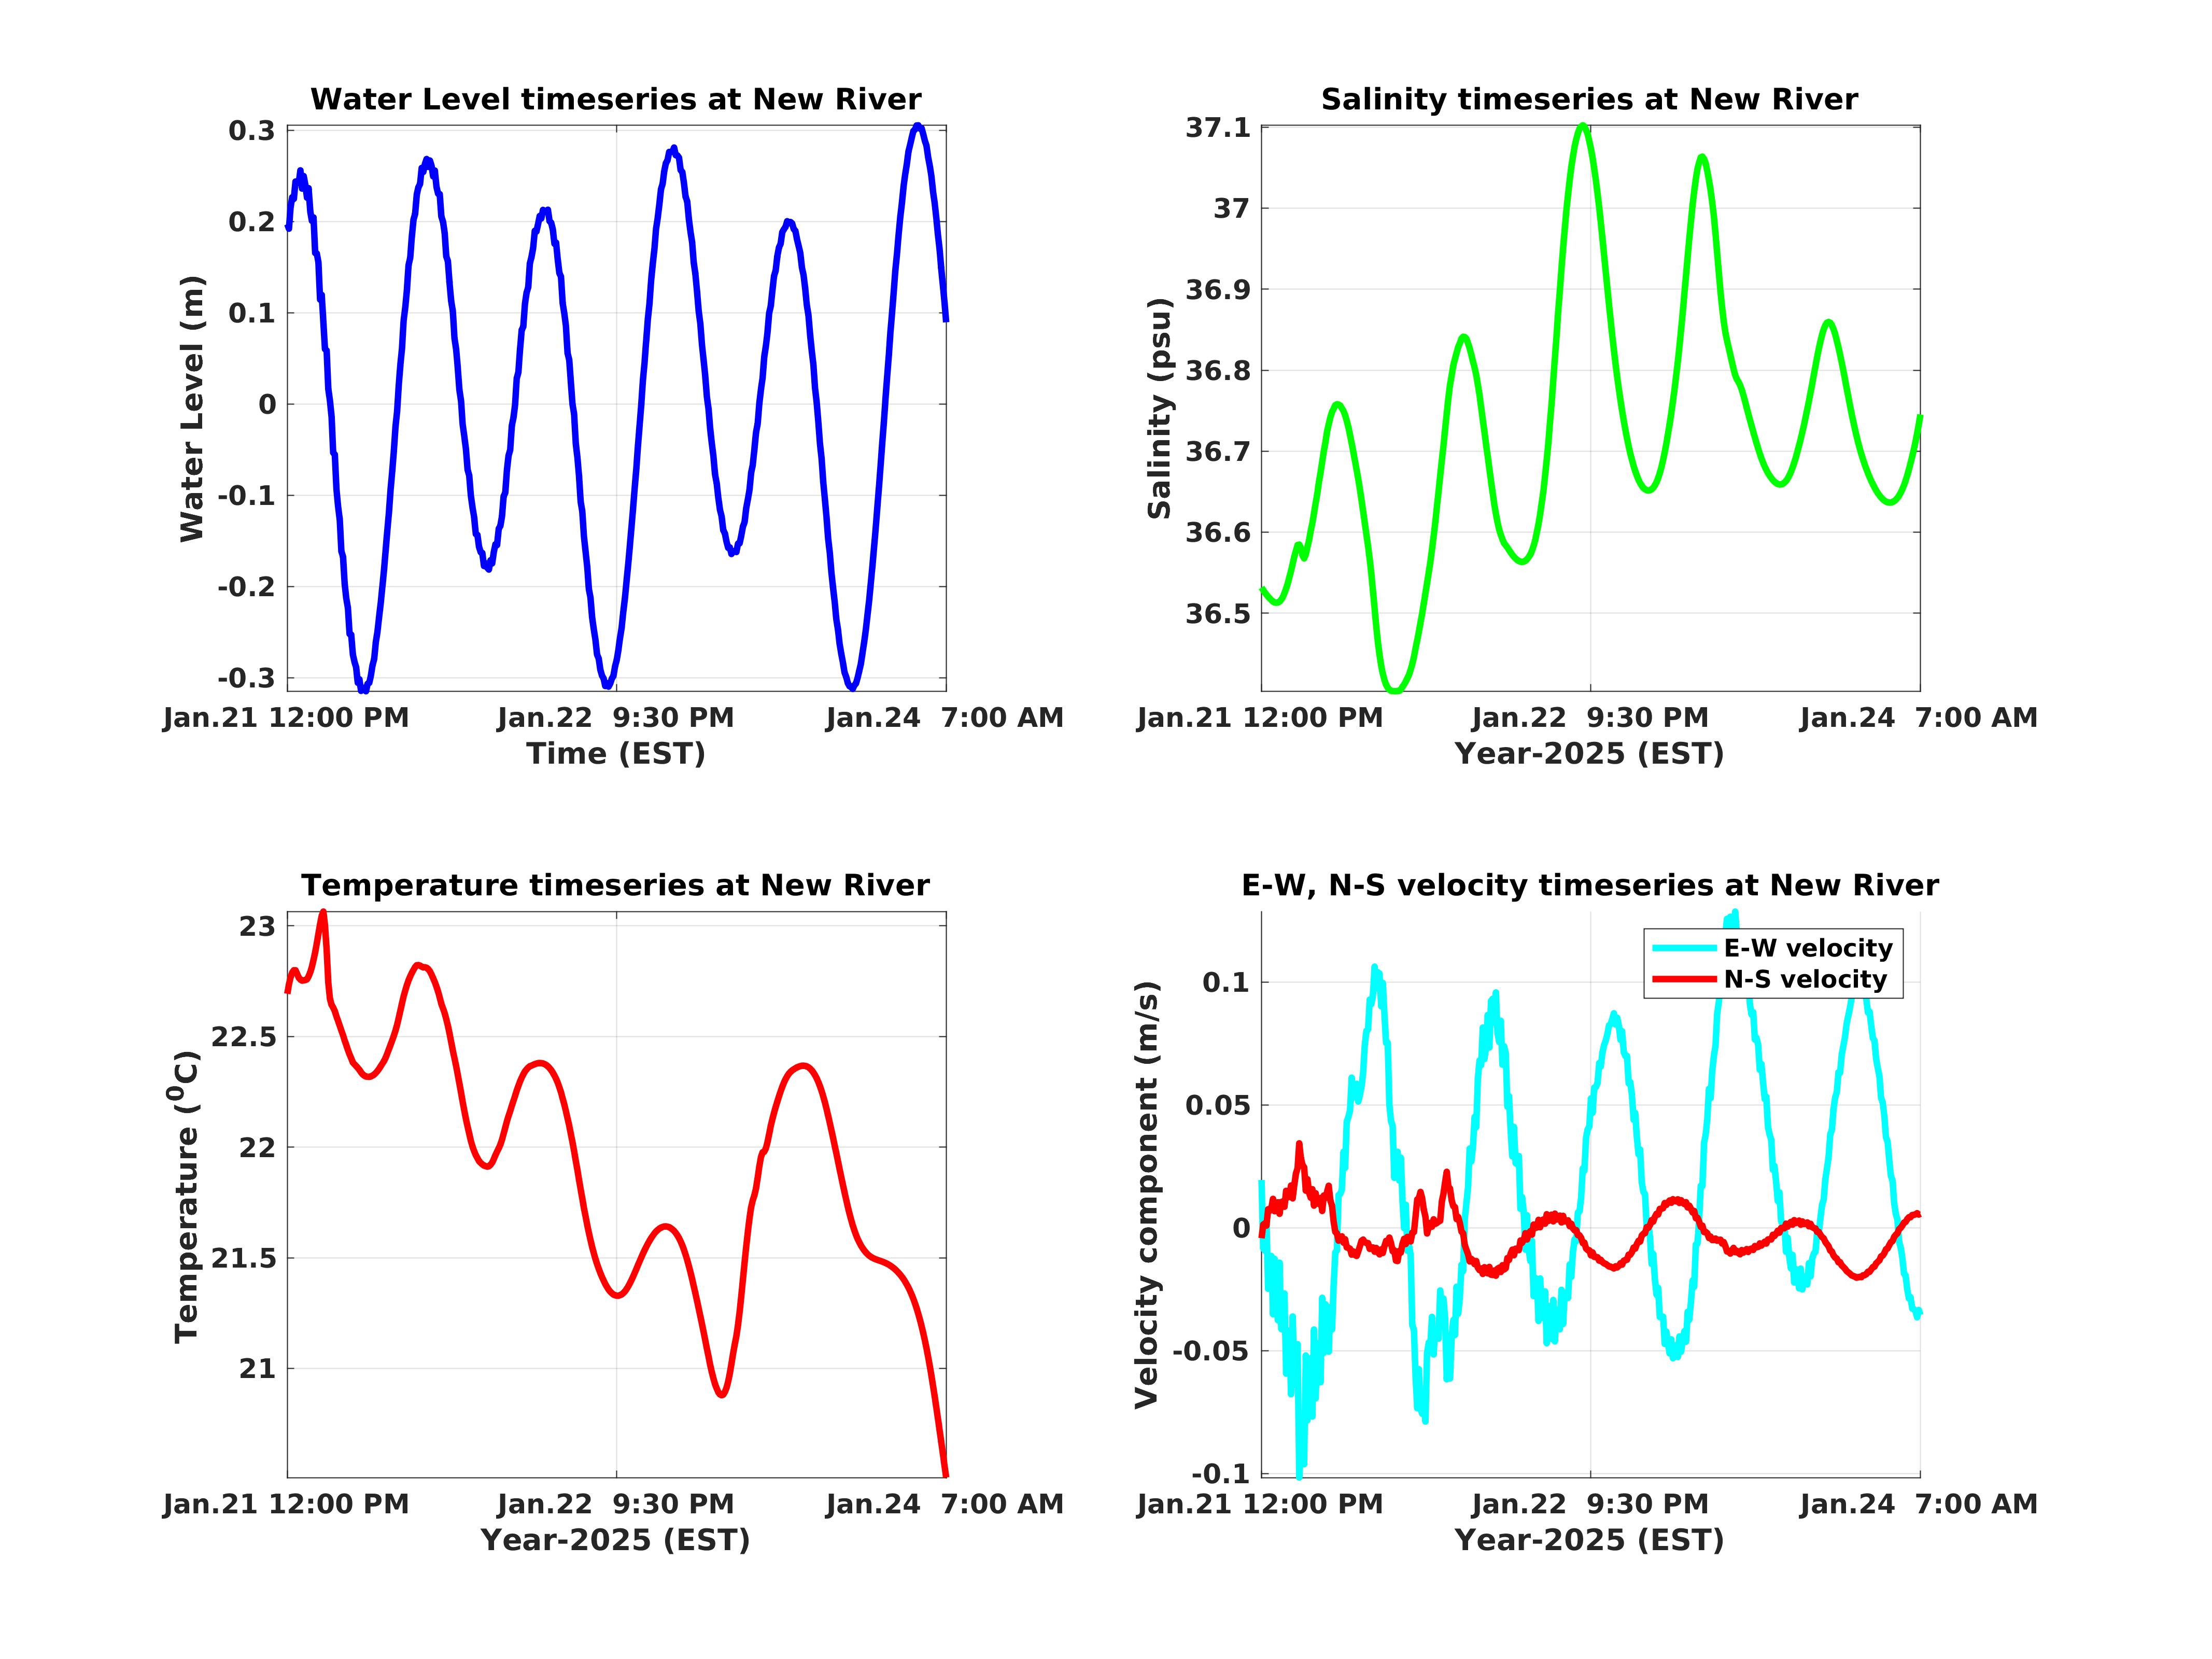 Water Level timeseries at New River
0.3
0.2
0.1
0
-0.1
-0.2
-0.3
Water Level (m)
Jan.21 12:00 PM
Jan.22  9:30 PM
Jan.24  7:00 AM
Time (EST)
Salinity timeseries at New River
37.1
37
36.9
36.8
36.7
36.6
36.5
Salinity (psu)
Jan.21 12:00 PM
Jan.22  9:30 PM
Jan.24  7:00 AM
Year-2025 (EST)
Temperature timeseries at New River
23
22.5
22
21.5
21
Temperature (⁰C)
Jan.21 12:00 PM
Jan.22  9:30 PM
Jan.24  7:00 AM
Year-2025 (EST)
E-W, N-S velocity timeseries at New River
E-W velocity
N-S velocity
0.1
0.05
0
-0.05
-0.1
Velocity component (m/s)
Jan.21 12:00 PM
Jan.22  9:30 PM
Jan.24  7:00 AM
Year-2025 (EST)